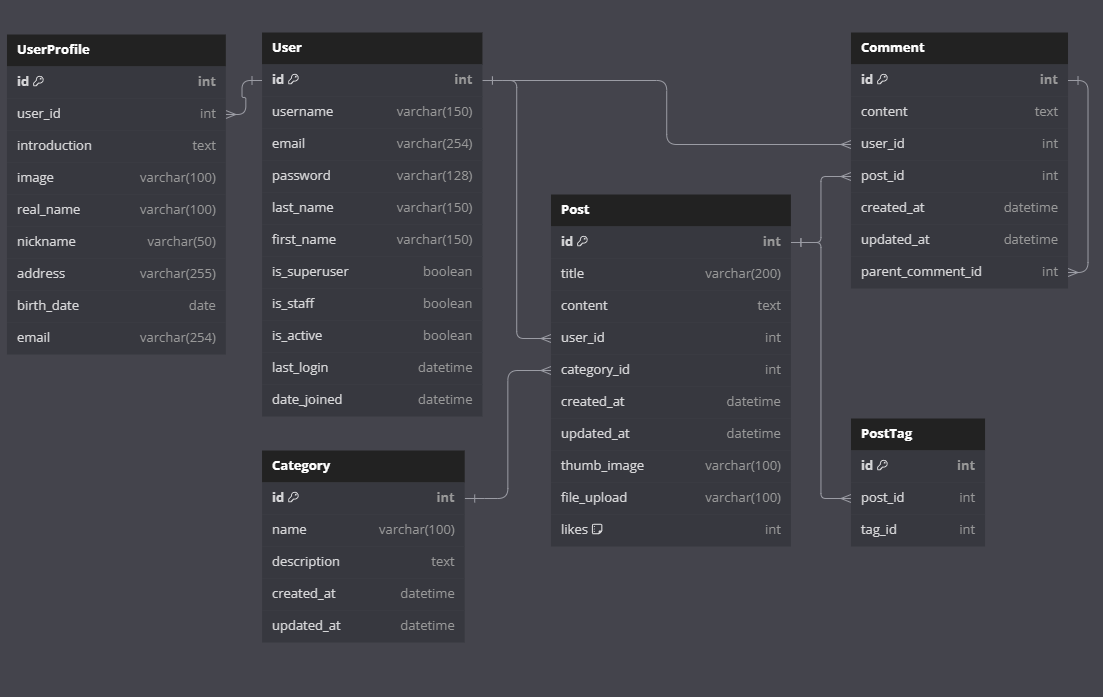 UserProfile
id int
user_id int
introduction text
image varchar(100)
real_name varchar(100)
nickname varchar(50)
address varchar(255)
birth_date date
email varchar(254)
User
id int
username varchar(150)
email varchar(254)
password varchar(128)
last_name varchar(150)
first_name varchar(150)
is_superuser boolean
is_staff boolean
is_active boolean
last_login datetime
date_joined datetime
Category
id int
name varchar(100)
description text
created_at datetime
updated_at datetime
Post
id int
title varchar(200)
content text
user_id int
category_id int
created_at datetime
updated_at datetime
thumb_image varchar(100)
file_upload varchar(100)
likes int
Comment
id int
content text
user_id int
post_id int
created_at datetime
updated_at datetime
parent_comment_id int
PostTag
id int
post_id int
tag_id int